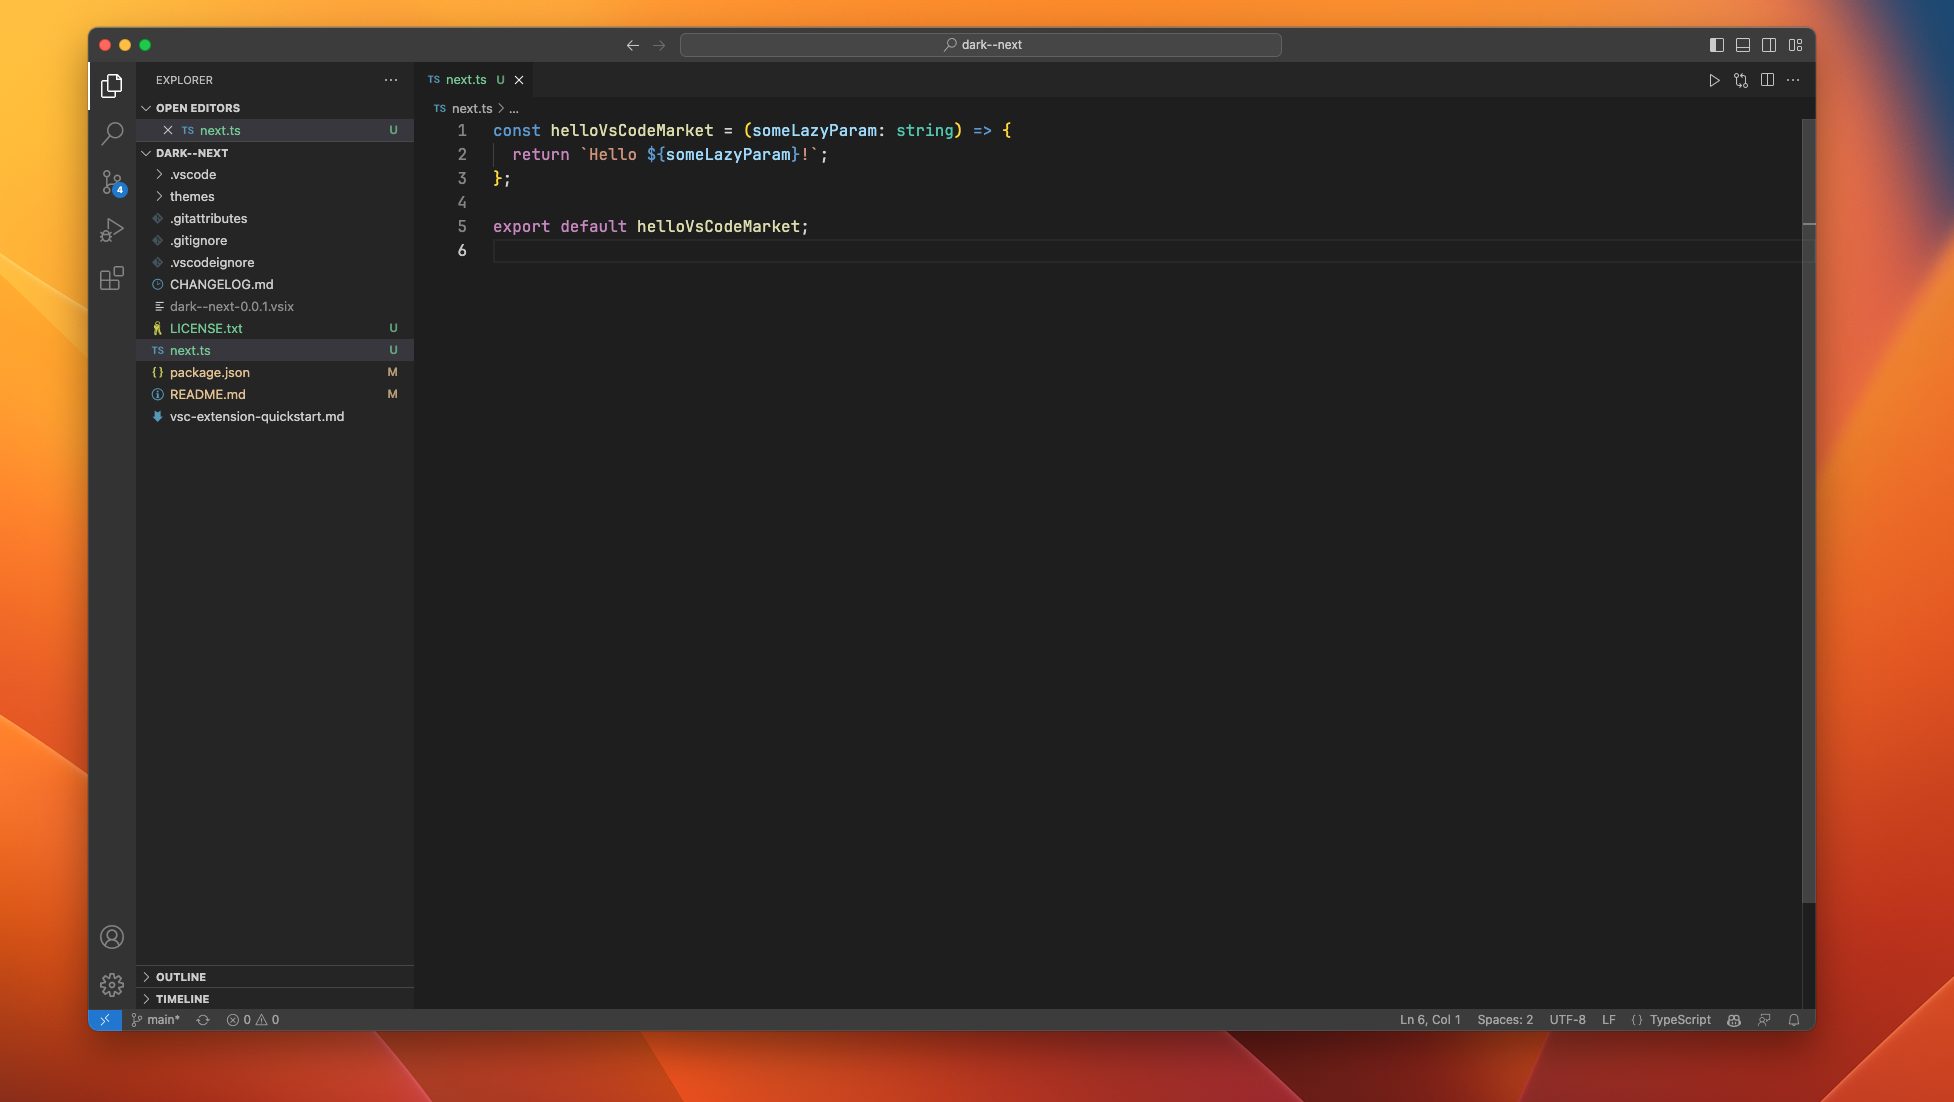 dark--next
EXPLORER
OPEN EDITORS
TS next.ts U
DARK--NEXT
.vscode
themes
.gitattributes
.gitignore
.vscodeignore
CHANGELOG.md
dark--next-0.0.1.vsix
LICENSE.txt U
TS next.ts U
{} package.json M
README.md M
vsc-extension-quickstart.md
OUTLINE
TIMELINE
4
TS next.ts U
TS next.ts > ...
1 const helloVsCodeMarket = (someLazyParam: string) => {
2 return `Hello ${someLazyParam}!`;
3 };
4
5 export default helloVsCodeMarket;
6
main* 0 0
Ln 6, Col 1 Spaces: 2 UTF-8 LF {} TypeScript